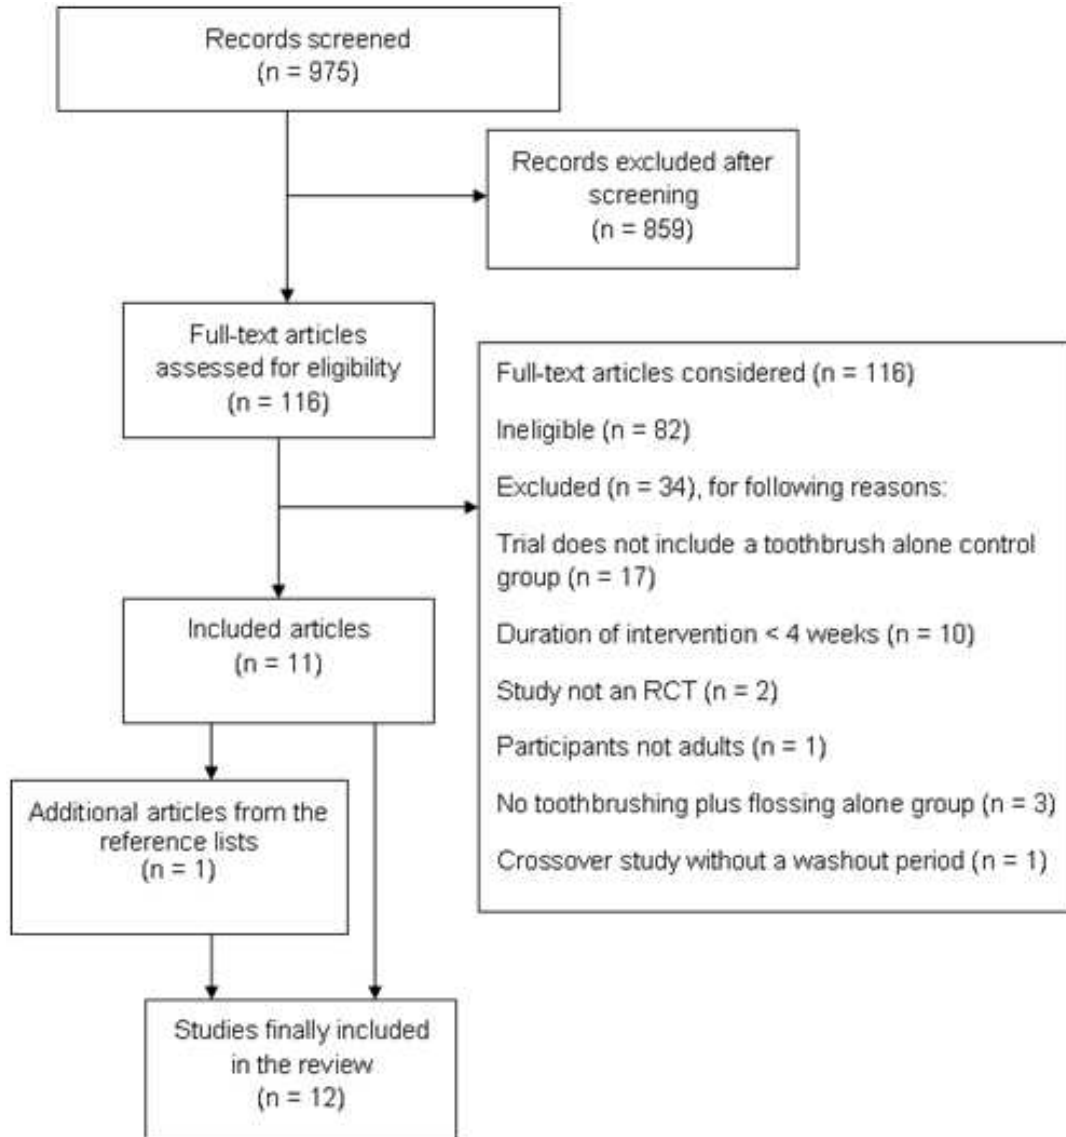 Records screened
(n = 975)
Records excluded after
screening
(n = 859)
Full-text articles
assessed for eligibility
(n = 116)
Full-text articles considered (n = 116)
Ineligible (n = 82)
Excluded (n = 34), for following reasons:
Trial does not include a toothbrush alone control
group (n = 17)
Duration of intervention < 4 weeks (n = 10)
Study not an RCT (n = 2)
Participants not adults (n = 1)
No toothbrushing plus flossing alone group (n = 3)
Crossover study without a washout period (n = 1)
Included articles
(n = 11)
Additional articles from the
reference lists
(n = 1)
Studies finally included
in the review
(n = 12)